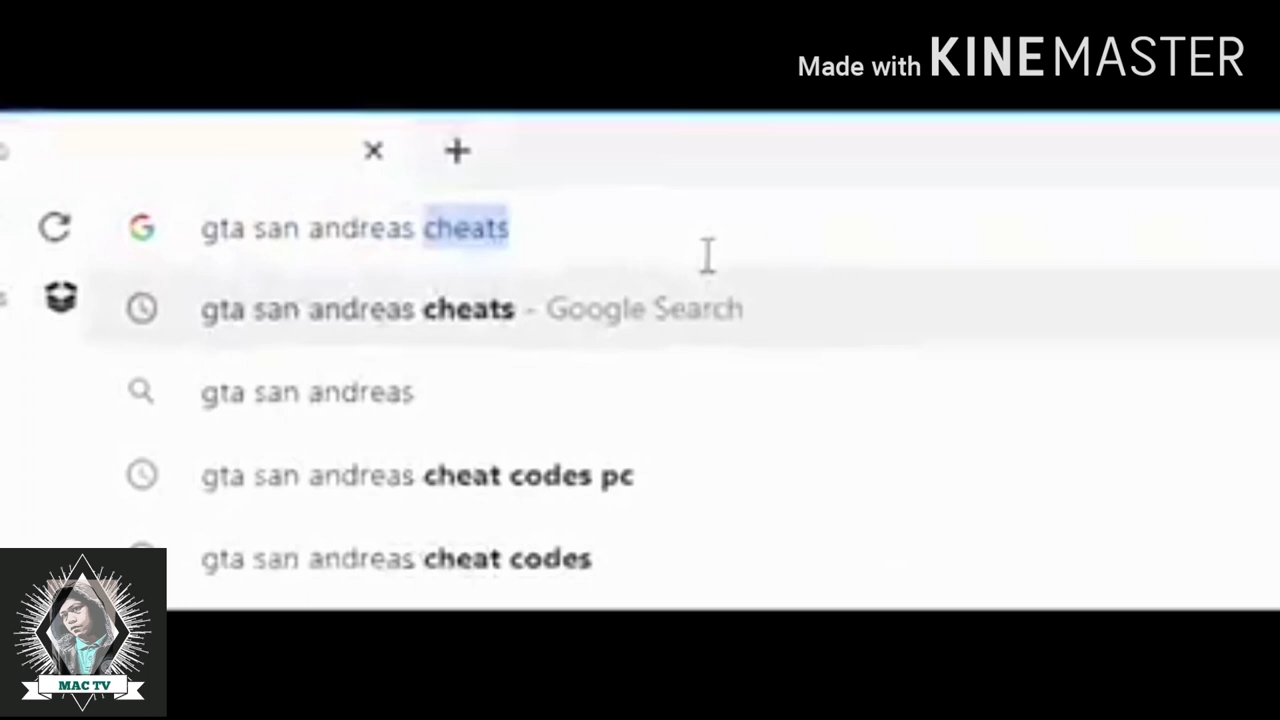 Made with KINEMASTER
gta san andreas cheats
gta san andreas cheats - Google Search
gta san andreas
gta san andreas cheat codes pc
gta san andreas cheat codes
MAC TV